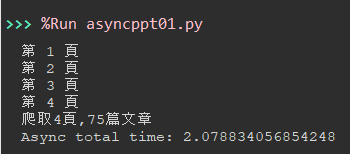 >>> %Run asyncppt01.py
第 1 頁
第 2 頁
第 3 頁
第 4 頁
爬取4頁,75篇文章
Async total time: 2.078834056854248